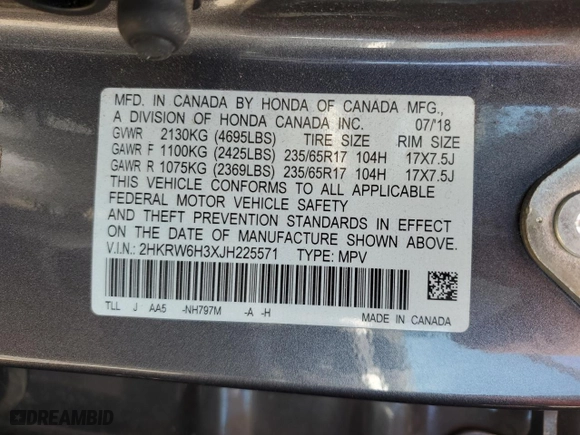 MFD. IN CANADA BY HONDA OF CANADA MFG.,
A DIVISION OF HONDA CANADA INC. 07/18
GVWR 2130KG (4695LBS) TIRE SIZE RIM SIZE
GAWR F 1100KG (2425LBS) 235/65R17 104H 17X7.5J
GAWR R 1075KG (2369LBS) 235/65R17 104H 17X7.5J
THIS VEHICLE CONFORMS TO ALL APPLICABLE
FEDERAL MOTOR VEHICLE SAFETY
AND THEFT PREVENTION STANDARDS IN EFFECT
ON THE DATE OF MANUFACTURE SHOWN ABOVE.
V.I.N.: 2HKRW6H3XJH225571 TYPE: MPV
TLL J AA5 -NH797M -A -H
MADE IN CANADA
DREAMBID